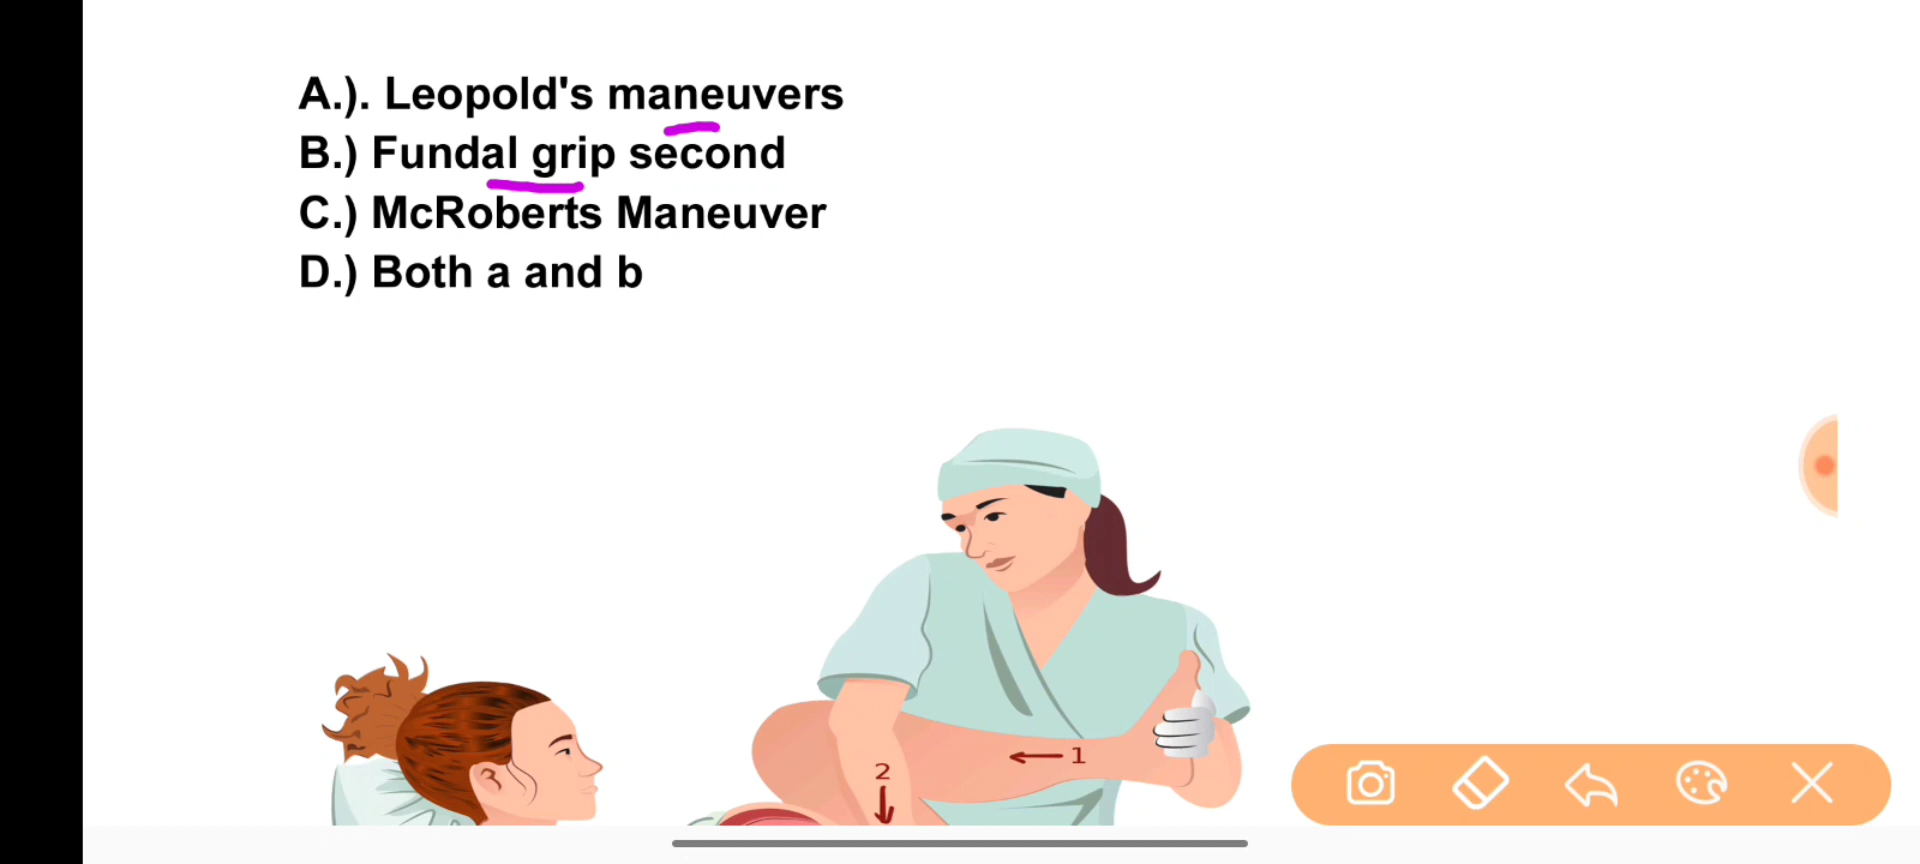 A.). Leopold's maneuvers
B.) Fundal grip second
C.) McRoberts Maneuver
D.) Both a and b
1
2